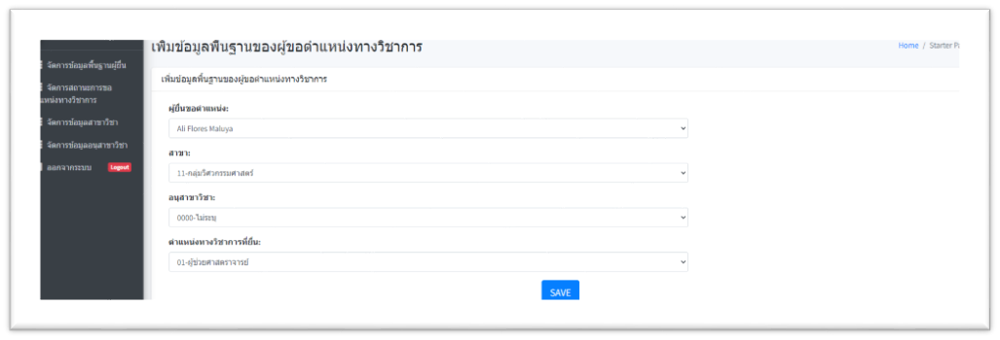 เพิ่มข้อมูลพื้นฐานของผู้ขอตำแหน่งทางวิชาการ
Home / Starter Pa
จัดการข้อมูลพื้นฐานผู้ยื่น
จัดการสถานะการขอ
แหน่งทางวิชาการ
จัดการข้อมูลสาขาวิชา
จัดการข้อมูลอนุสาขาวิชา
ออกจากระบบ Logout
เพิ่มข้อมูลพื้นฐานของผู้ขอตำแหน่งทางวิชาการ
ผู้ยื่นขอตำแหน่ง:
Ali Flores Maluya
สาขา:
11-กลุ่มวิศวกรรมศาสตร์
อนุสาขาวิชา:
0000-ไม่ระบุ
ตำแหน่งทางวิชาการที่ยื่น:
01-ผู้ช่วยศาสตราจารย์
SAVE